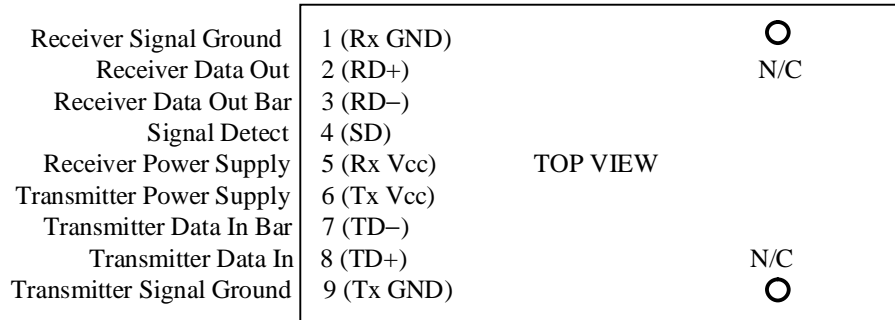 Receiver Signal Ground 1 (Rx GND)
Receiver Data Out 2 (RD+) N/C
Receiver Data Out Bar 3 (RD−)
Signal Detect 4 (SD)
Receiver Power Supply 5 (Rx Vcc) TOP VIEW
Transmitter Power Supply 6 (Tx Vcc)
Transmitter Data In Bar 7 (TD−)
Transmitter Data In 8 (TD+) N/C
Transmitter Signal Ground 9 (Tx GND)